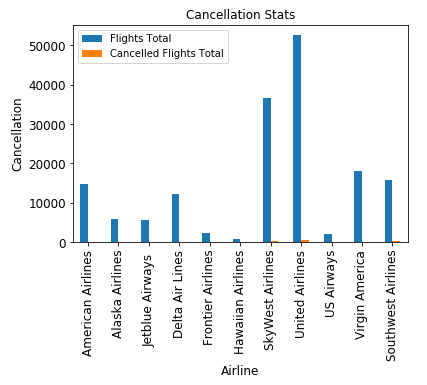 Cancellation Stats
Flights Total
Cancelled Flights Total
Cancellation
50000
40000
30000
20000
10000
0
American Airlines
Alaska Airlines
Jetblue Airways
Delta Air Lines
Frontier Airlines
Hawaiian Airlines
SkyWest Airlines
United Airlines
US Airways
Virgin America
Southwest Airlines
Airline